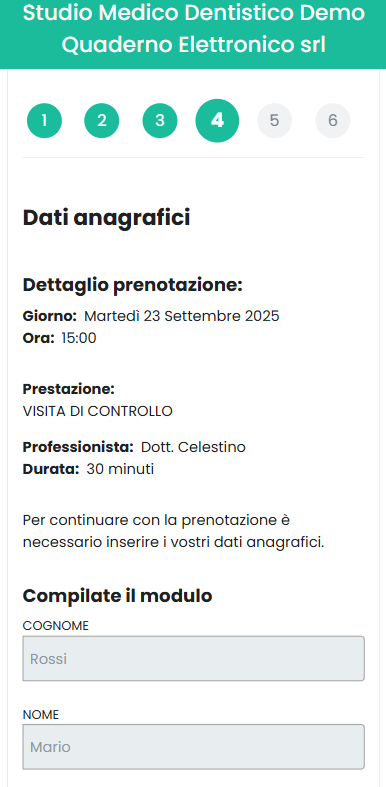 Studio Medico Dentistico Demo
Quaderno Elettronico srl
1 2 3 4 5 6
Dati anagrafici
Dettaglio prenotazione:
Giorno: Martedì 23 Settembre 2025
Ora: 15:00
Prestazione:
VISITA DI CONTROLLO
Professionista: Dott. Celestino
Durata: 30 minuti
Per continuare con la prenotazione è
necessario inserire i vostri dati anagrafici.
Compilate il modulo
COGNOME
Rossi
NOME
Mario